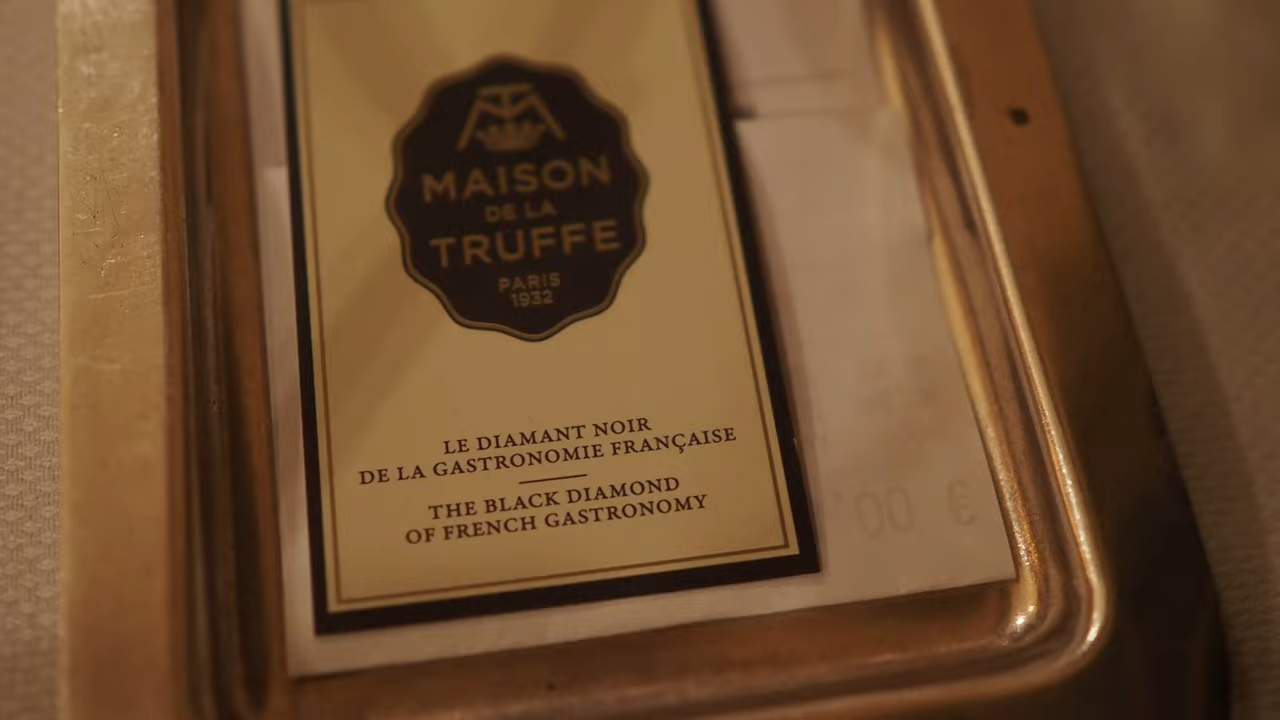 MAISON
DE LA
TRUFFE
PARIS
1932
LE DIAMANT NOIR
DE LA GASTRONOMIE FRANÇAISE
THE BLACK DIAMOND
OF FRENCH GASTRONOMY
00 €